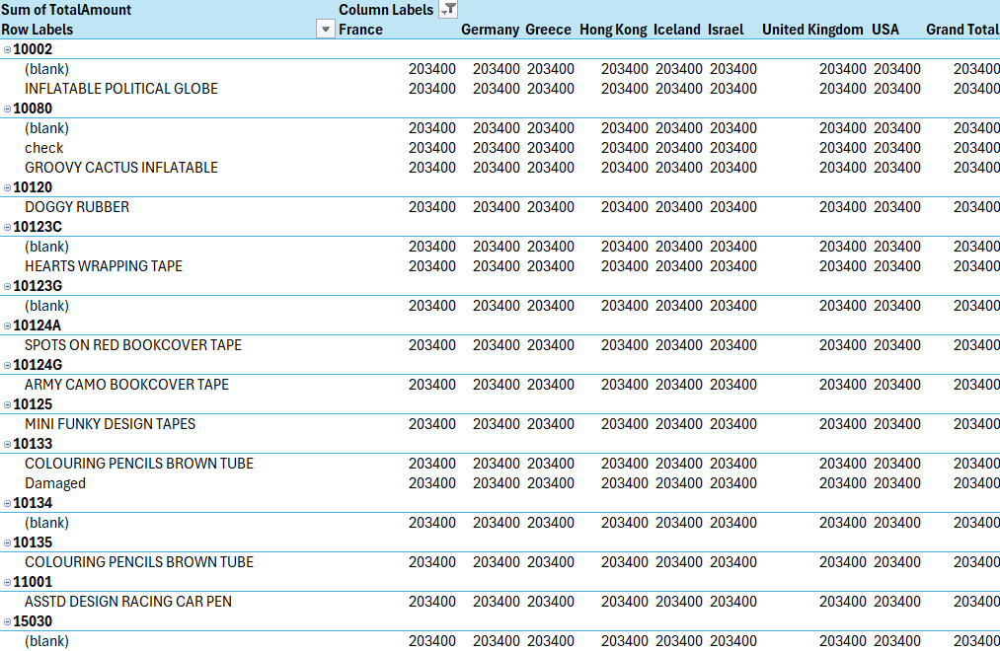 Sum of TotalAmount Column Labels
Row Labels France Germany Greece Hong Kong Iceland Israel United Kingdom USA Grand Total
10002
(blank) 203400 203400 203400 203400 203400 203400 203400 203400 203400
INFLATABLE POLITICAL GLOBE 203400 203400 203400 203400 203400 203400 203400 203400 203400
10080
(blank) 203400 203400 203400 203400 203400 203400 203400 203400 203400
check 203400 203400 203400 203400 203400 203400 203400 203400 203400
GROOVY CACTUS INFLATABLE 203400 203400 203400 203400 203400 203400 203400 203400 203400
10120
DOGGY RUBBER 203400 203400 203400 203400 203400 203400 203400 203400 203400
10123C
(blank) 203400 203400 203400 203400 203400 203400 203400 203400 203400
HEARTS WRAPPING TAPE 203400 203400 203400 203400 203400 203400 203400 203400 203400
10123G
(blank) 203400 203400 203400 203400 203400 203400 203400 203400 203400
10124A
SPOTS ON RED BOOKCOVER TAPE 203400 203400 203400 203400 203400 203400 203400 203400 203400
10124G
ARMY CAMO BOOKCOVER TAPE 203400 203400 203400 203400 203400 203400 203400 203400 203400
10125
MINI FUNKY DESIGN TAPES 203400 203400 203400 203400 203400 203400 203400 203400 203400
10133
COLOURING PENCILS BROWN TUBE 203400 203400 203400 203400 203400 203400 203400 203400 203400
Damaged 203400 203400 203400 203400 203400 203400 203400 203400 203400
10134
(blank) 203400 203400 203400 203400 203400 203400 203400 203400 203400
10135
COLOURING PENCILS BROWN TUBE 203400 203400 203400 203400 203400 203400 203400 203400 203400
11001
ASSTD DESIGN RACING CAR PEN 203400 203400 203400 203400 203400 203400 203400 203400 203400
15030
(blank) 203400 203400 203400 203400 203400 203400 203400 203400 203400